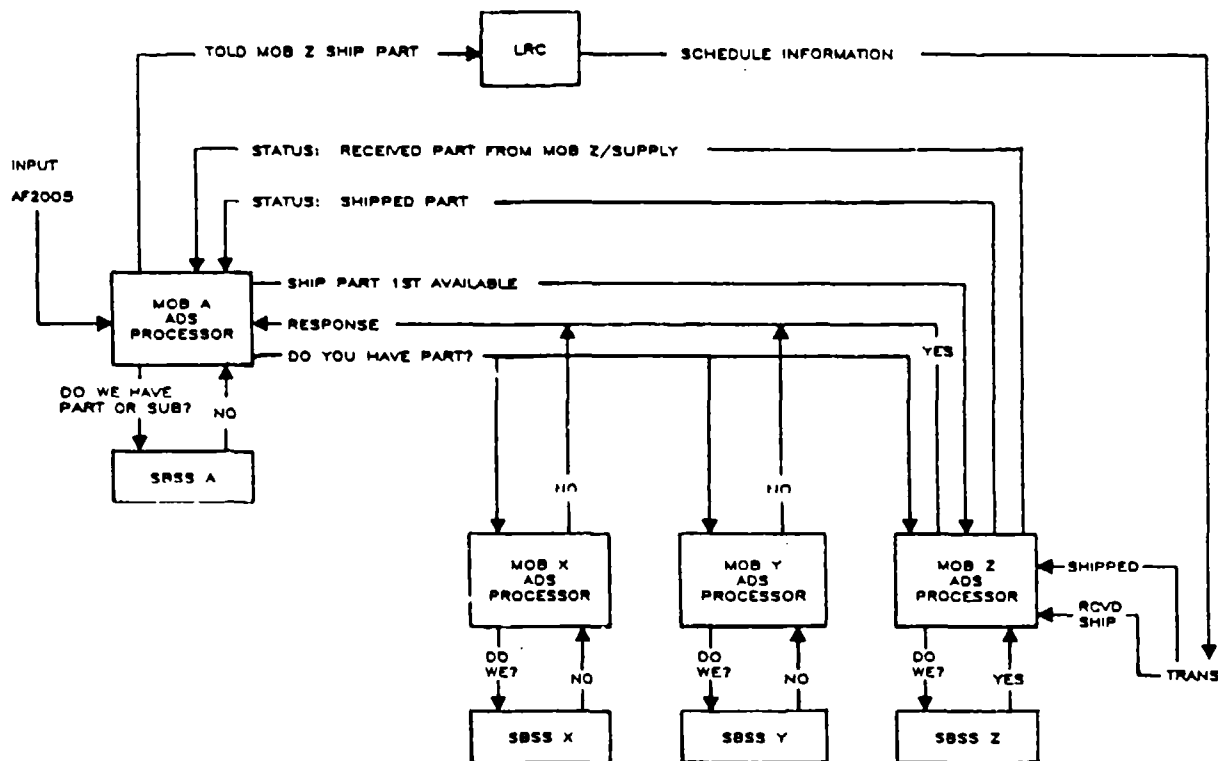 TOLD MOB Z SHIP PART
LRC
SCHEDULE INFORMATION
STATUS: RECEIVED PART FROM MOB Z/SUPPLY
INPUT
AF2005
STATUS: SHIPPED PART
SHIP PART 1ST AVAILABLE
MOB A
ADS
PROCESSOR
RESPONSE
DO YOU HAVE PART?
YES
DO WE HAVE
PART OR SUB?
NO
SBSS A
NO
NO
MOB X
ADS
PROCESSOR
MOB Y
ADS
PROCESSOR
MOB Z
ADS
PROCESSOR
SHIPPED
RCVD
SHIP
TRANS
DO
WE?
NO
DO
WE?
NO
DO
WE?
YES
SBSS X
SBSS Y
SBSS Z